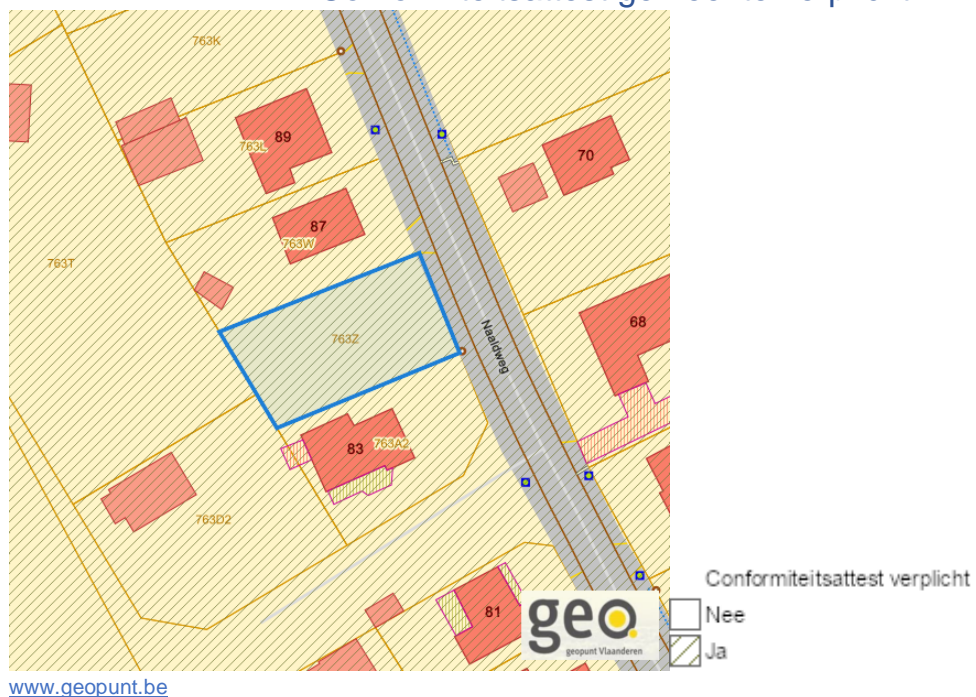 763K
89
763L
70
87
763W
763T
68
763Z
Naaldweg
83
763A2
763D2
81
geo
geopunt Vlaanderen
Conformiteitsattest verplicht
Nee
Ja
www.geopunt.be